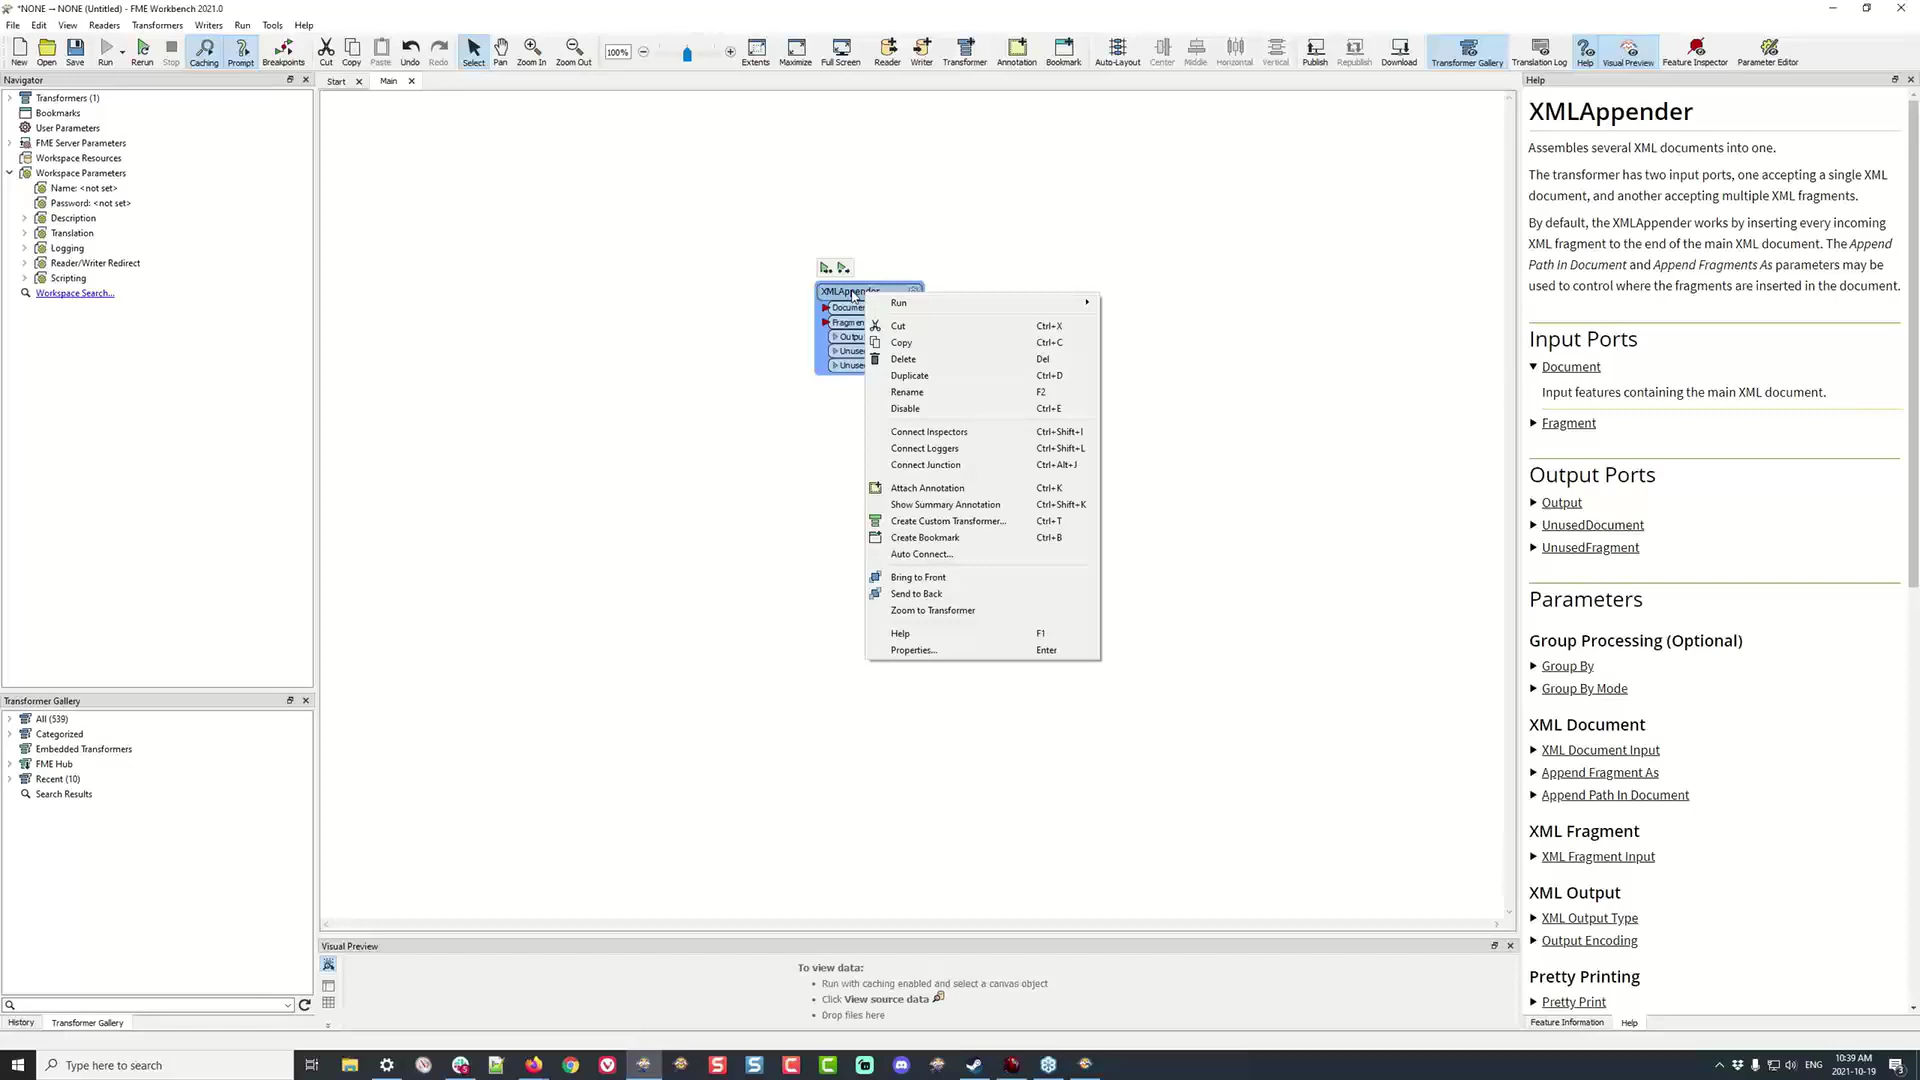 *NONE → NONE (Untitled) - FME Workbench 2021.0
File Edit View Readers Transformers Writers Run Tools Help
New Open Save Run Rerun Stop Caching Prompt Breakpoints Cut Copy Paste Undo Redo Select Pan Zoom In Zoom Out 100% Extents Maximize Full Screen Reader Writer Transformer Annotation Bookmark Auto-Layout Center Middle Horizontal Vertical Publish Republish Download Transformer Gallery Translation Log Help Visual Preview Feature Inspector Parameter Editor
Navigator
Transformers (1)
Bookmarks
User Parameters
FME Server Parameters
Workspace Resources
Workspace Parameters
Name: <not set>
Password: <not set>
Description
Translation
Logging
Reader/Writer Redirect
Scripting
Workspace Search...
Transformer Gallery
All (539)
Categorized
Embedded Transformers
FME Hub
Recent (10)
Search Results
History Transformer Gallery
Start Main
XMLAppender
Documen
Fragmen
Outpu
Unuse
Unuse
Run
Cut Ctrl+X
Copy Ctrl+C
Delete Del
Duplicate Ctrl+D
Rename F2
Disable Ctrl+E
Connect Inspectors Ctrl+Shift+I
Connect Loggers Ctrl+Shift+L
Connect Junction Ctrl+Alt+J
Attach Annotation Ctrl+K
Show Summary Annotation Ctrl+Shift+K
Create Custom Transformer... Ctrl+T
Create Bookmark Ctrl+B
Auto Connect...
Bring to Front
Send to Back
Zoom to Transformer
Help F1
Properties... Enter
Visual Preview
To view data:
• Run with caching enabled and select a canvas object
• Click View source data
• Drop files here
Help
XMLAppender
Assembles several XML documents into one.
The transformer has two input ports, one accepting a single XML
document, and another accepting multiple XML fragments.
By default, the XMLAppender works by inserting every incoming
XML fragment to the end of the main XML document. The Append
Path In Document and Append Fragments As parameters may be
used to control where the fragments are inserted in the document.
Input Ports
Document
Input features containing the main XML document.
Fragment
Output Ports
Output
UnusedDocument
UnusedFragment
Parameters
Group Processing (Optional)
Group By
Group By Mode
XML Document
XML Document Input
Append Fragment As
Append Path In Document
XML Fragment
XML Fragment Input
XML Output
XML Output Type
Output Encoding
Pretty Printing
Pretty Print
Feature Information Help
Type here to search
ENG
10:39 AM
2021-10-19